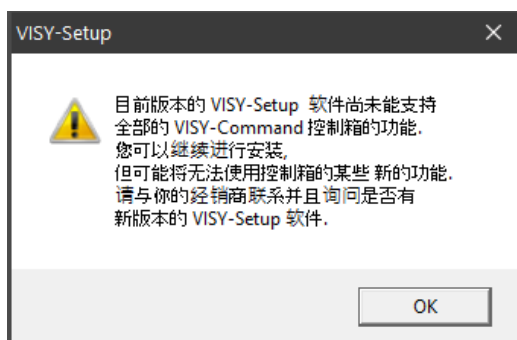 VISY-Setup
目前版本的 VISY-Setup 软件尚未能支持
全部的 VISY-Command 控制箱的功能.
您可以继续进行安装,
但可能将无法使用控制箱的某些 新的功能.
请与你的经销商联系并且询问是否有
新版本的 VISY-Setup 软件.
OK